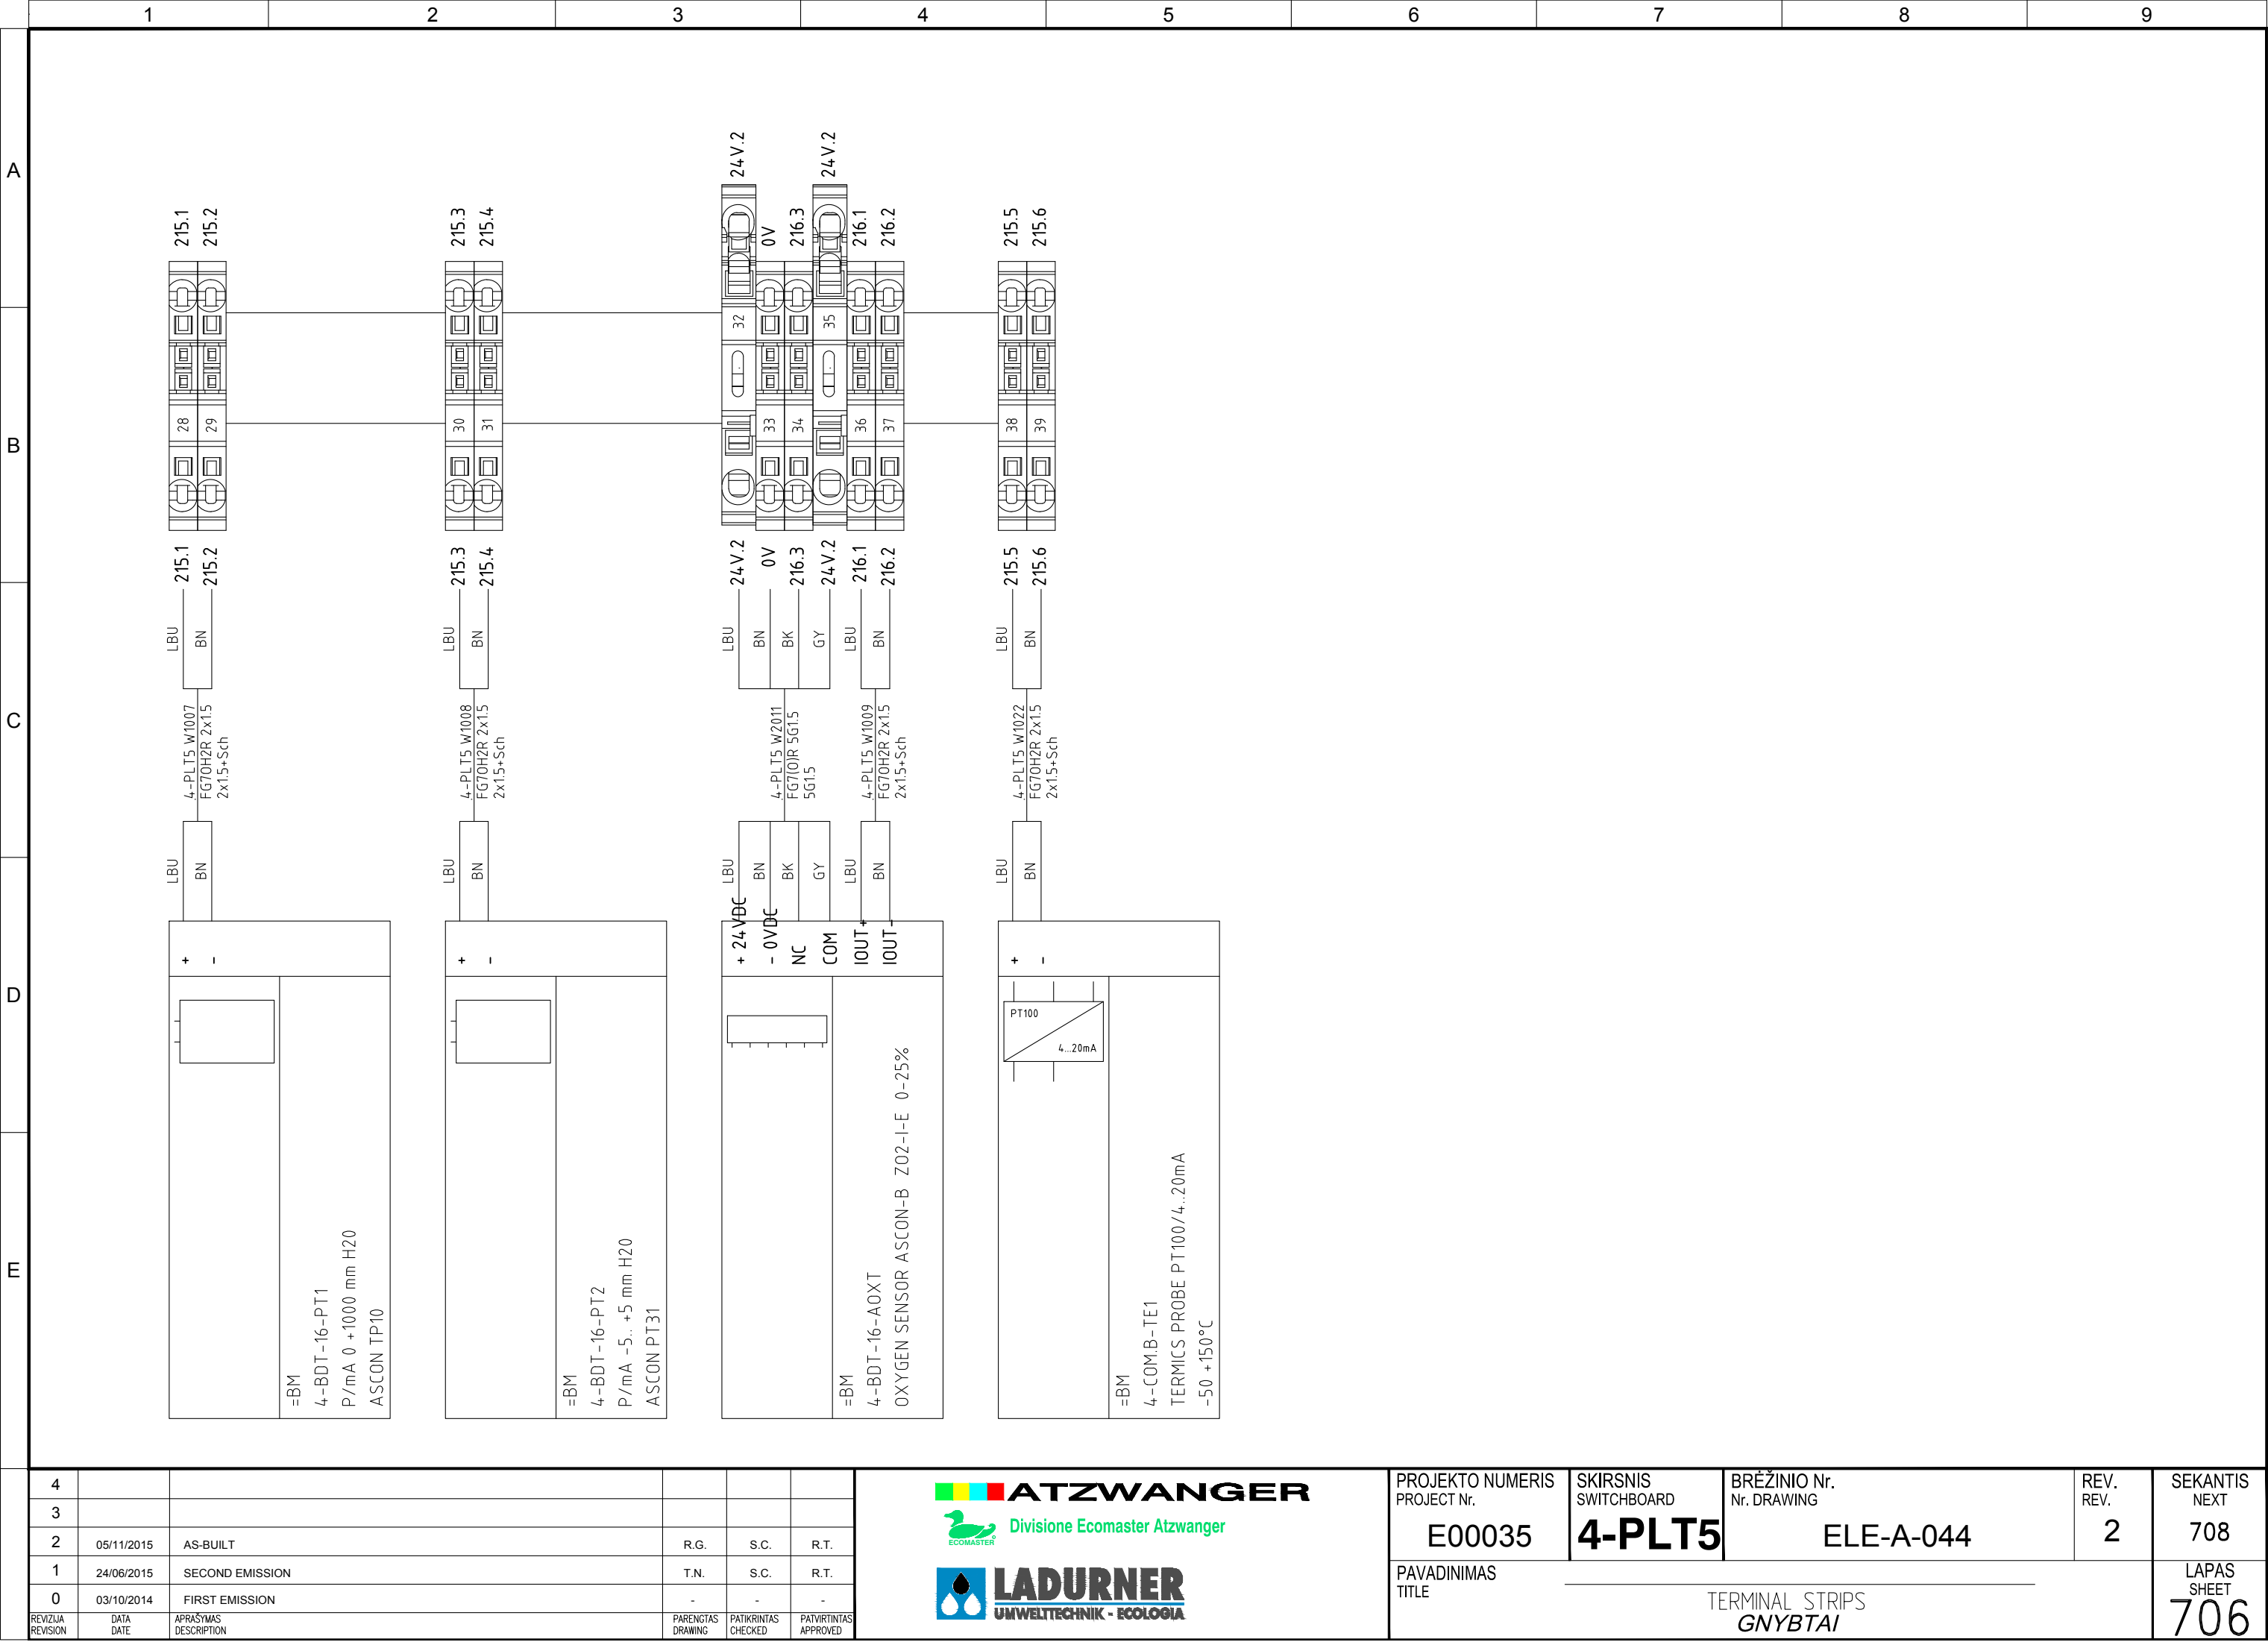 1 2 3 4 5 6 7 8 9
A
B
C
D
E
215.1 215.2
215.3 215.4
24V.2 0V 216.3 24V.2 216.1 216.2
215.5 215.6
32 35
28 29
30 31
33 34 36 37
38 39
215.1 215.2
215.3 215.4
24V.2 0V 216.3 24V.2 216.1 216.2
215.5 215.6
LBU BN
LBU BN
LBU BN BK GY LBU BN
LBU BN
4-PLT5 W1007
FG7OH2R 2x1.5
2x1.5+Sch
4-PLT5 W1008
FG7OH2R 2x1.5
2x1.5+Sch
4-PLT5 W2011
FG7(O)R 5G1.5
5G1.5
4-PLT5 W1009
FG7OH2R 2x1.5
2x1.5+Sch
4-PLT5 W1022
FG7OH2R 2x1.5
2x1.5+Sch
LBU BN
LBU BN
LBU BN BK GY LBU BN
LBU BN
+ -
+ -
+ 24VDC
- 0VDC
NC
COM
IOUT+
IOUT-
+ -
PT100
4...20mA
=BM
4-BDT-16-PT1
P/mA 0 +1000 mm H20
ASCON TP10
=BM
4-BDT-16-PT2
P/mA -5.. +5 mm H20
ASCON PT31
=BM
4-BDT-16-AOXT
OXYGEN SENSOR ASCON-B ZO2-I-E 0-25%
=BM
4-COM.B-TE1
TERMICS PROBE PT100/4..20mA
-50 +150°C
4
3
2 05/11/2015 AS-BUILT R.G. S.C. R.T.
1 24/06/2015 SECOND EMISSION T.N. S.C. R.T.
0 03/10/2014 FIRST EMISSION - - -
REVIZIJA DATA APRAŠYMAS PARENGTAS PATIKRINTAS PATVIRTINTAS
REVISION DATE DESCRIPTION DRAWING CHECKED APPROVED
ATZWANGER
Divisione Ecomaster Atzwanger
ECOMASTER
LADURNER
UMWELTTECHNIK - ECOLOGIA
PROJEKTO NUMERIS
PROJECT Nr.
E00035
SKIRSNIS
SWITCHBOARD
4-PLT5
BRĖŽINIO Nr.
Nr. DRAWING
ELE-A-044
REV.
REV.
2
SEKANTIS
NEXT
708
PAVADINIMAS
TITLE
TERMINAL STRIPS
GNYBTAI
LAPAS
SHEET
706